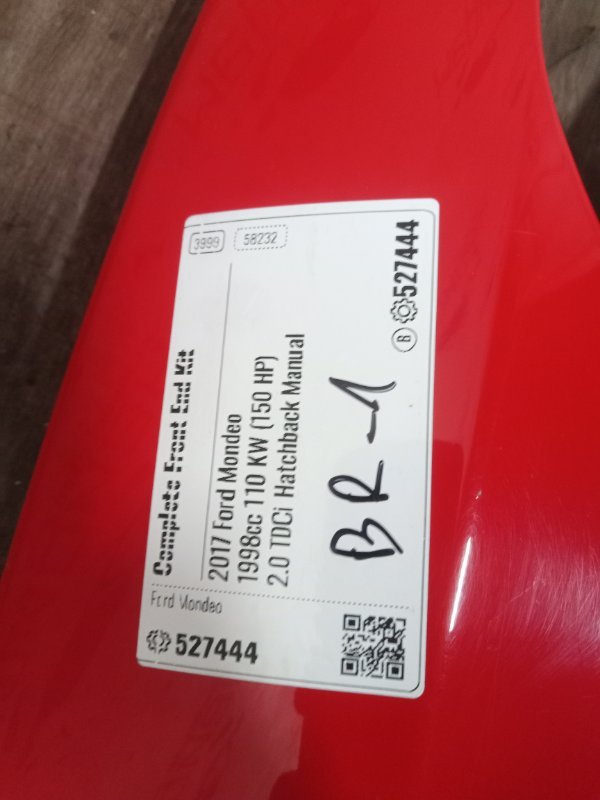 Complete Front End Kit
3999
58232
2017 Ford Mondeo
1998cc 110 KW (150 HP)
2.0 TDCi Hatchback Manual
BR-1
B 527444
Ford Mondeo
527444